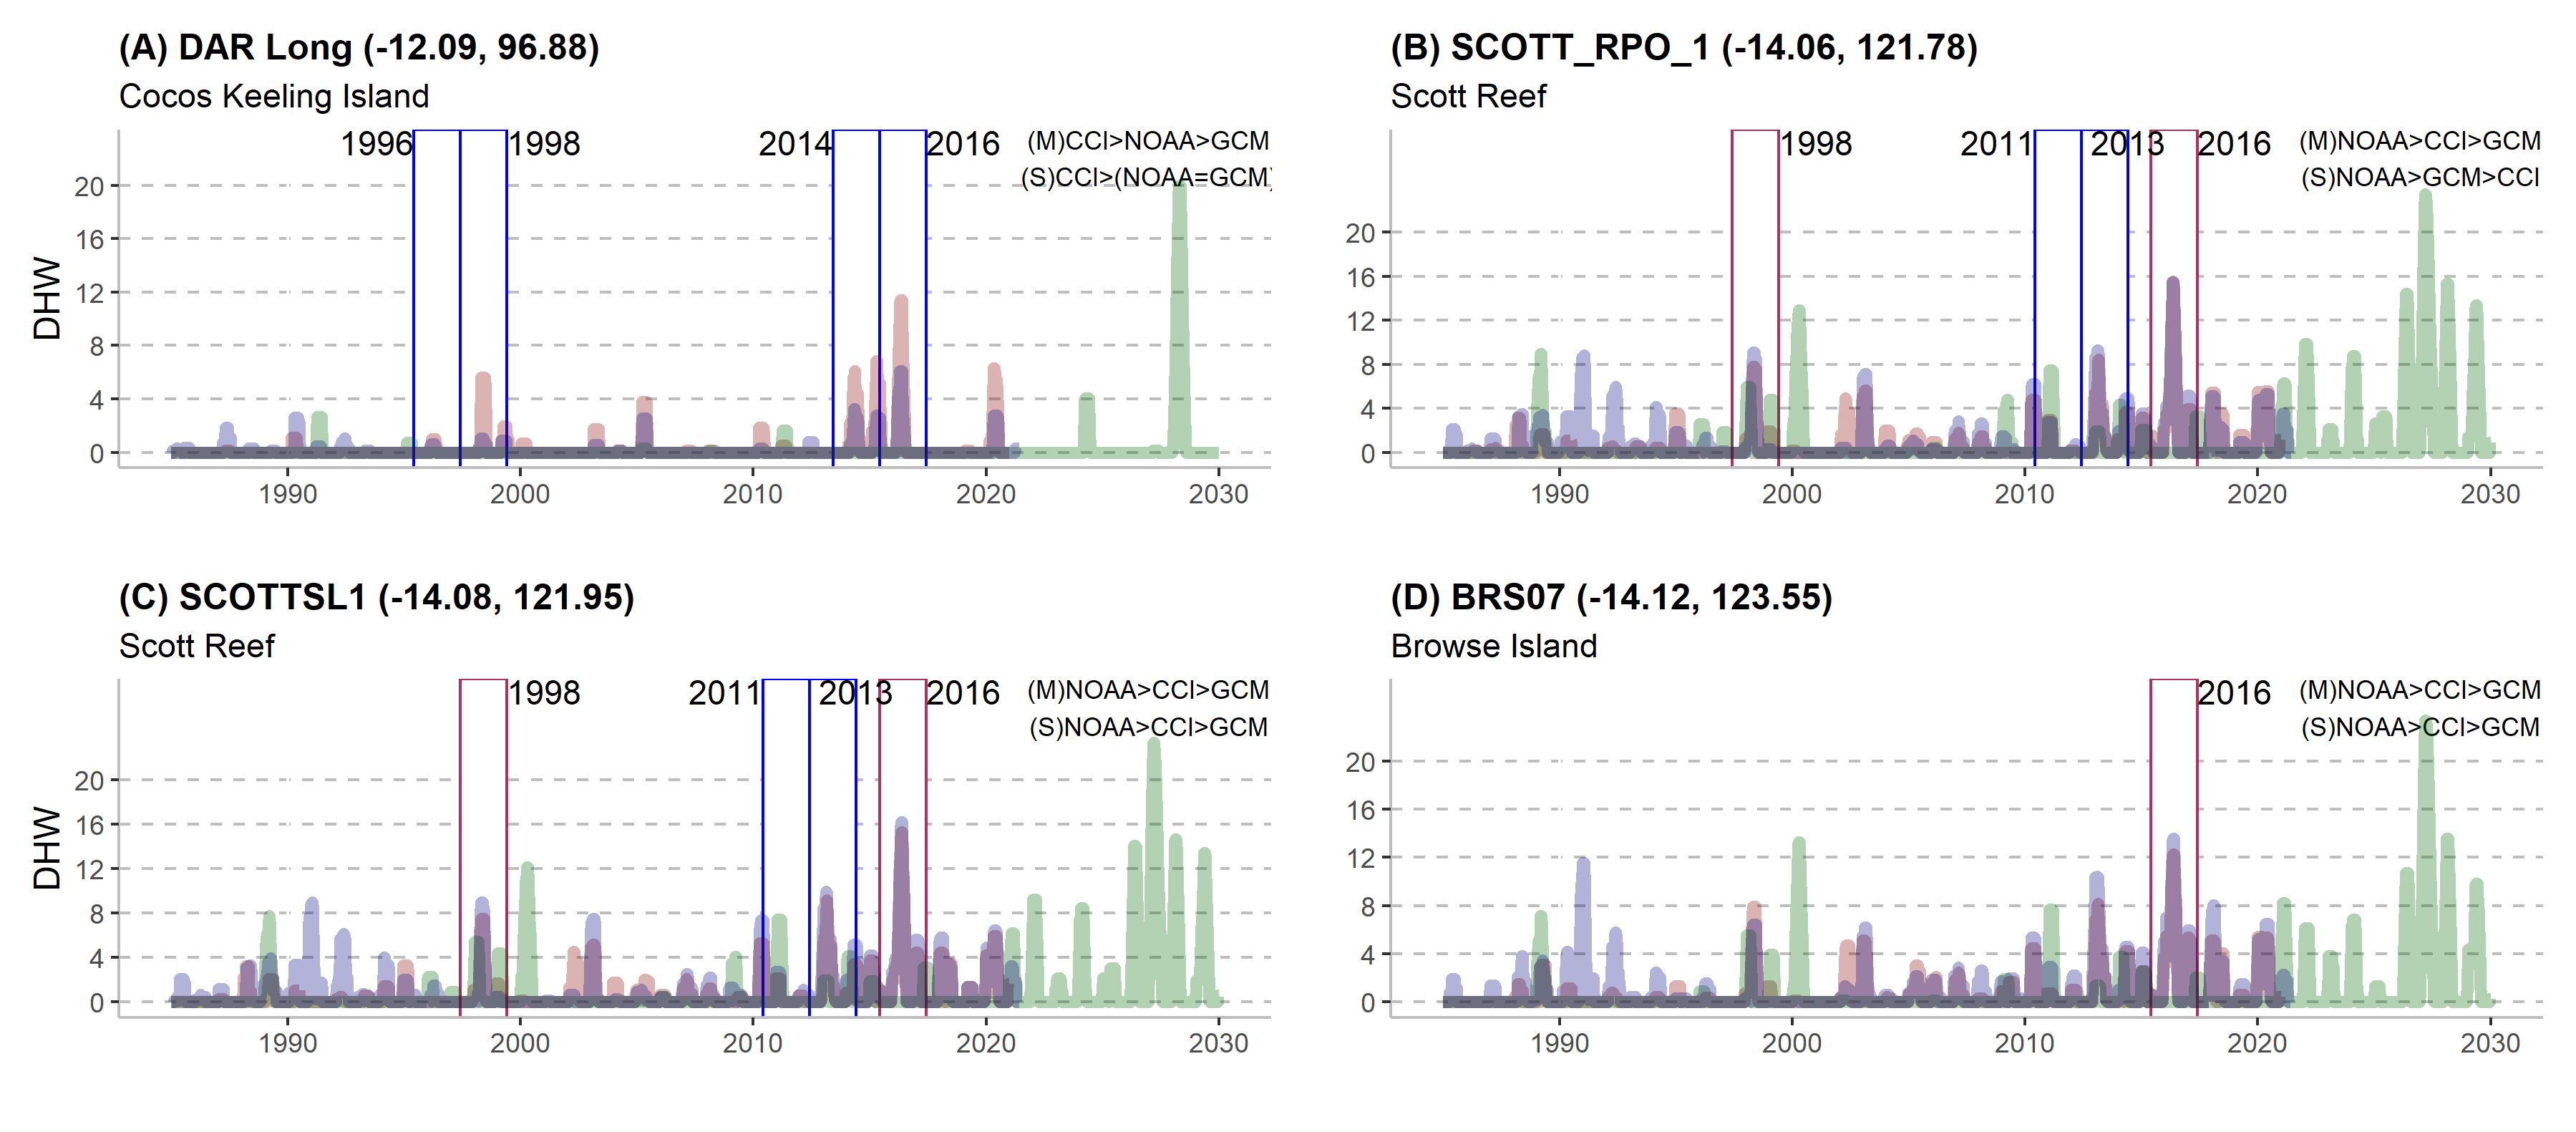 (A) DAR Long (-12.09, 96.88)
Cocos Keeling Island
1996 1998 2014 2016 (M)CCI>NOAA>GCM
(S)CCI>(NOAA=GCM)
DHW
20
16
12
8
4
0
1990 2000 2010 2020 2030
(B) SCOTT_RPO_1 (-14.06, 121.78)
Scott Reef
1998 2011 2013 2016 (M)NOAA>CCI>GCM
(S)NOAA>GCM>CCI
20
16
12
8
4
0
1990 2000 2010 2020 2030
(C) SCOTTSL1 (-14.08, 121.95)
Scott Reef
1998 2011 2013 2016 (M)NOAA>CCI>GCM
(S)NOAA>CCI>GCM
DHW
20
16
12
8
4
0
1990 2000 2010 2020 2030
(D) BRS07 (-14.12, 123.55)
Browse Island
2016 (M)NOAA>CCI>GCM
(S)NOAA>CCI>GCM
20
16
12
8
4
0
1990 2000 2010 2020 2030